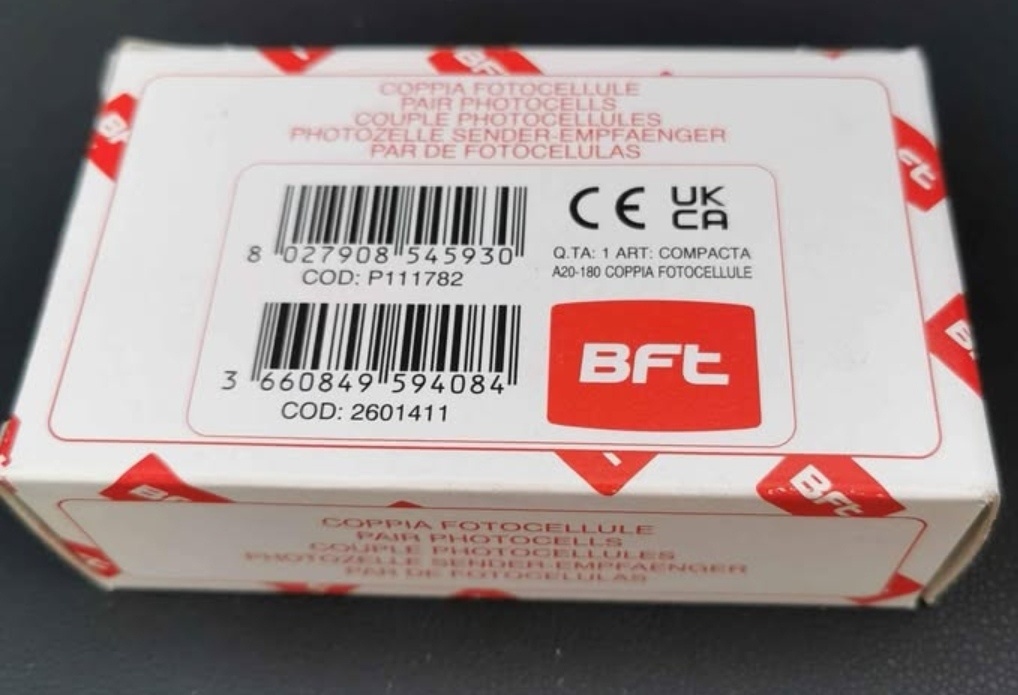 COPPIA FOTOCELLULE
PAIR PHOTOCELLS
COUPLE PHOTOCELLULES
PHOTOZELLE SENDER-EMPFAENGER
PAR DE FOTOCELULAS
8 027908 545930
COD: P111782
3 660849 594084
COD: 2601411
CE UK
CA
Q.TA: 1 ART: COMPACTA
A20-180 COPPIA FOTOCELLULE
BFt
BFt
COPPIA FOTOCELLULE
PAIR PHOTOCELLS
COUPLE PHOTOCELLULES
PHOTOZELLE SENDER-EMPFAENGER
PAR DE FOTOCELULAS